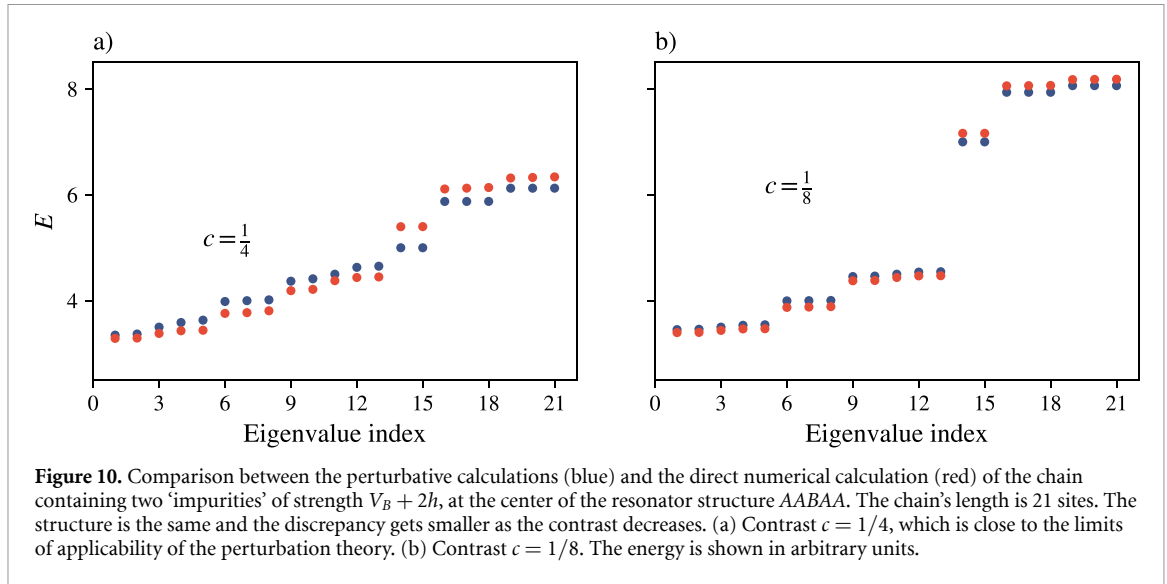 a)
b)
8
6
4
E
c = 1/4
c = 1/8
0 3 6 9 12 15 18 21
0 3 6 9 12 15 18 21
Eigenvalue index
Eigenvalue index
Figure 10. Comparison between the perturbative calculations (blue) and the direct numerical calculation (red) of the chain
containing two ‘impurities’ of strength V_B + 2h, at the center of the resonator structure AABAA. The chain’s length is 21 sites. The
structure is the same and the discrepancy gets smaller as the contrast decreases. (a) Contrast c = 1/4, which is close to the limits
of applicability of the perturbation theory. (b) Contrast c = 1/8. The energy is shown in arbitrary units.